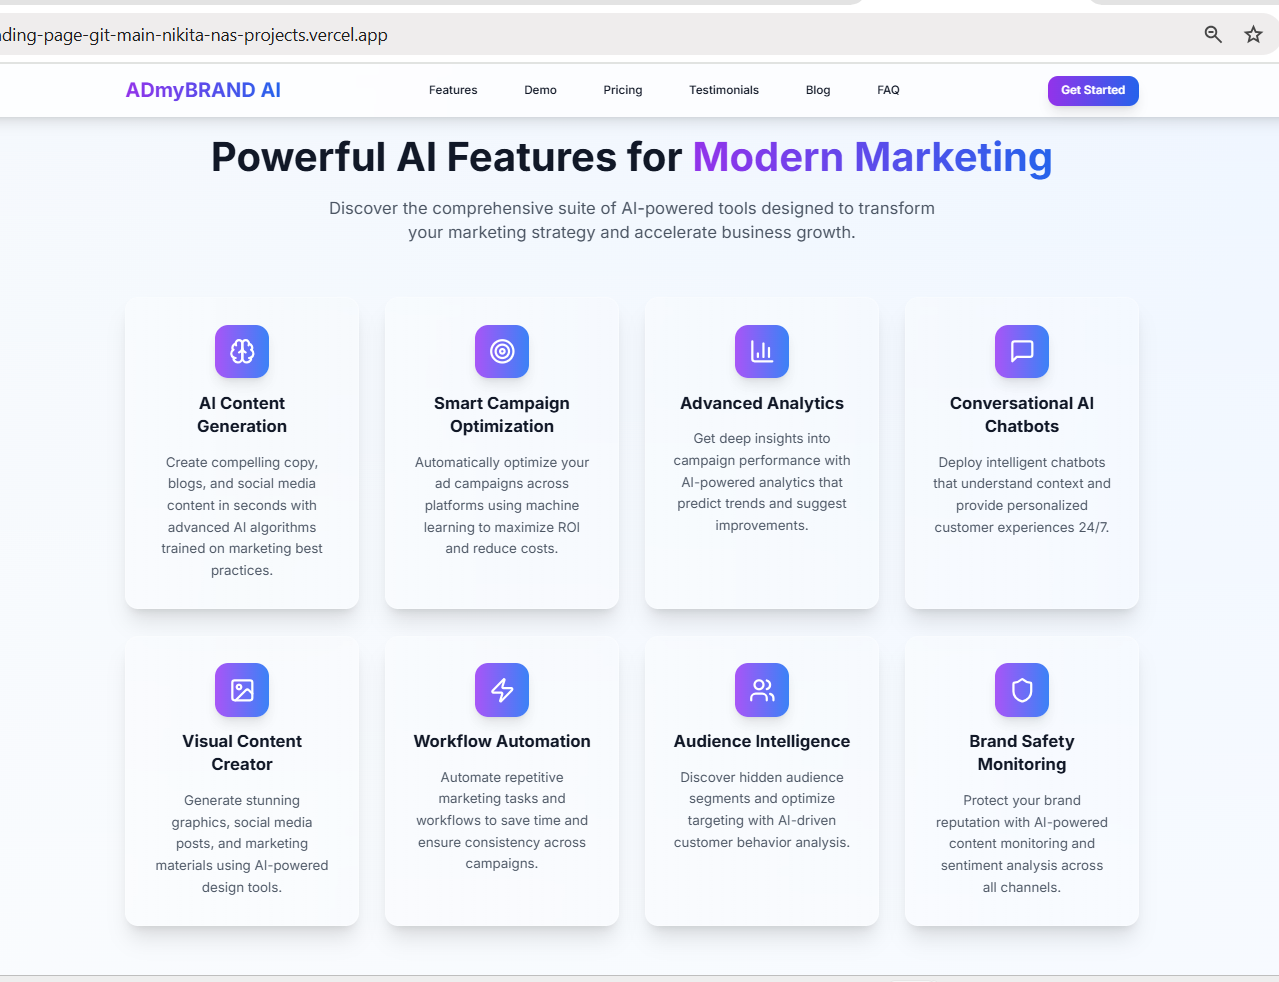 ding-page-git-main-nikita-nas-projects.vercel.app
ADmyBRAND AI
Features
Demo
Pricing
Testimonials
Blog
FAQ
Get Started
Powerful AI Features for Modern Marketing
Discover the comprehensive suite of AI-powered tools designed to transform
your marketing strategy and accelerate business growth.
AI Content
Generation
Create compelling copy,
blogs, and social media
content in seconds with
advanced AI algorithms
trained on marketing best
practices.
Smart Campaign
Optimization
Automatically optimize your
ad campaigns across
platforms using machine
learning to maximize ROI
and reduce costs.
Advanced Analytics
Get deep insights into
campaign performance with
AI-powered analytics that
predict trends and suggest
improvements.
Conversational AI
Chatbots
Deploy intelligent chatbots
that understand context and
provide personalized
customer experiences 24/7.
Visual Content
Creator
Generate stunning
graphics, social media
posts, and marketing
materials using AI-powered
design tools.
Workflow Automation
Automate repetitive
marketing tasks and
workflows to save time and
ensure consistency across
campaigns.
Audience Intelligence
Discover hidden audience
segments and optimize
targeting with AI-driven
customer behavior analysis.
Brand Safety
Monitoring
Protect your brand
reputation with AI-powered
content monitoring and
sentiment analysis across
all channels.